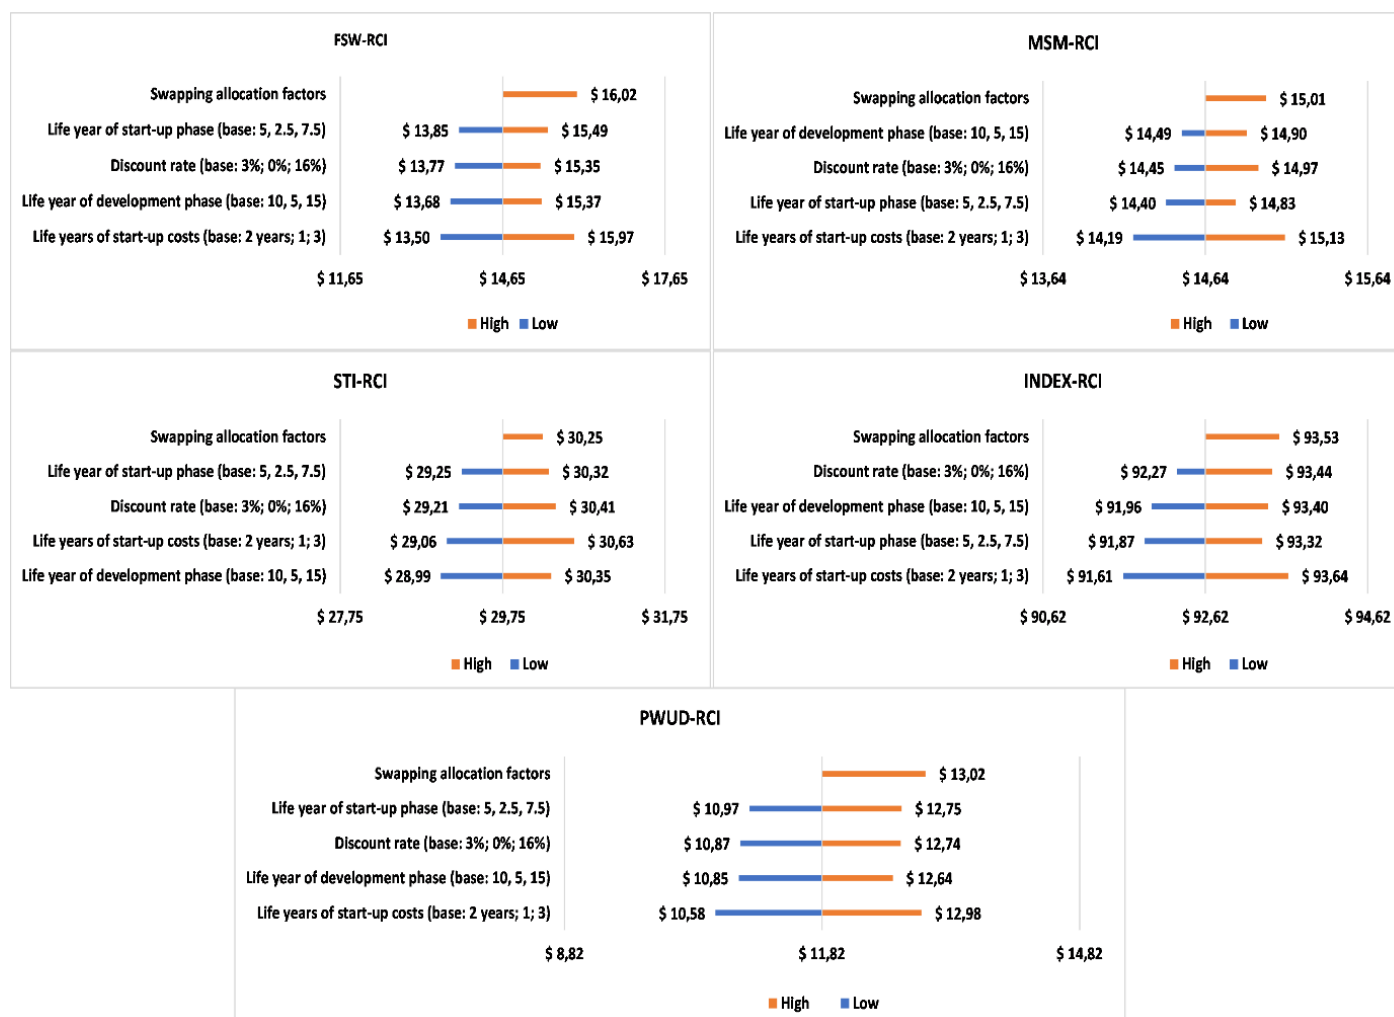 FSW-RCI
Swapping allocation factors
$ 16,02
Life year of start-up phase (base: 5, 2.5, 7.5)
$ 13,85
$ 15,49
Discount rate (base: 3%; 0%; 16%)
$ 13,77
$ 15,35
Life year of development phase (base: 10, 5, 15)
$ 13,68
$ 15,37
Life years of start-up costs (base: 2 years; 1; 3)
$ 13,50
$ 15,97
$ 11,65
$ 14,65
$ 17,65
High
Low
MSM-RCI
Swapping allocation factors
$ 15,01
Life year of development phase (base: 10, 5, 15)
$ 14,49
$ 14,90
Discount rate (base: 3%; 0%; 16%)
$ 14,45
$ 14,97
Life year of start-up phase (base: 5, 2.5, 7.5)
$ 14,40
$ 14,83
Life years of start-up costs (base: 2 years; 1; 3)
$ 14,19
$ 15,13
$ 13,64
$ 14,64
$ 15,64
High
Low
STI-RCI
Swapping allocation factors
$ 30,25
Life year of start-up phase (base: 5, 2.5, 7.5)
$ 29,25
$ 30,32
Discount rate (base: 3%; 0%; 16%)
$ 29,21
$ 30,41
Life years of start-up costs (base: 2 years; 1; 3)
$ 29,06
$ 30,63
Life year of development phase (base: 10, 5, 15)
$ 28,99
$ 30,35
$ 27,75
$ 29,75
$ 31,75
High
Low
INDEX-RCI
Swapping allocation factors
$ 93,53
Discount rate (base: 3%; 0%; 16%)
$ 92,27
$ 93,44
Life year of development phase (base: 10, 5, 15)
$ 91,96
$ 93,40
Life year of start-up phase (base: 5, 2.5, 7.5)
$ 91,87
$ 93,32
Life years of start-up costs (base: 2 years; 1; 3)
$ 91,61
$ 93,64
$ 90,62
$ 92,62
$ 94,62
High
Low
PWUD-RCI
Swapping allocation factors
$ 13,02
Life year of start-up phase (base: 5, 2.5, 7.5)
$ 10,97
$ 12,75
Discount rate (base: 3%; 0%; 16%)
$ 10,87
$ 12,74
Life year of development phase (base: 10, 5, 15)
$ 10,85
$ 12,64
Life years of start-up costs (base: 2 years; 1; 3)
$ 10,58
$ 12,98
$ 8,82
$ 11,82
$ 14,82
High
Low